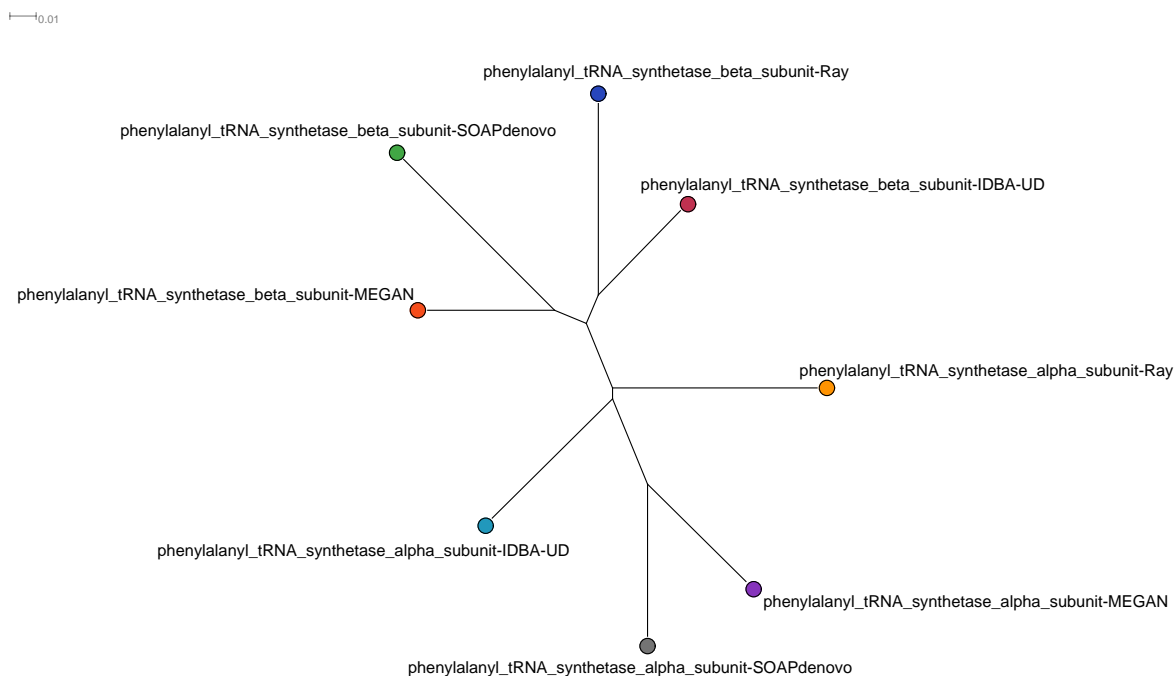 0.01
phenylalanyl_tRNA_synthetase_beta_subunit-Ray
phenylalanyl_tRNA_synthetase_beta_subunit-SOAPdenovo
phenylalanyl_tRNA_synthetase_beta_subunit-IDBA-UD
phenylalanyl_tRNA_synthetase_beta_subunit-MEGAN
phenylalanyl_tRNA_synthetase_alpha_subunit-Ray
phenylalanyl_tRNA_synthetase_alpha_subunit-IDBA-UD
phenylalanyl_tRNA_synthetase_alpha_subunit-MEGAN
phenylalanyl_tRNA_synthetase_alpha_subunit-SOAPdenovo